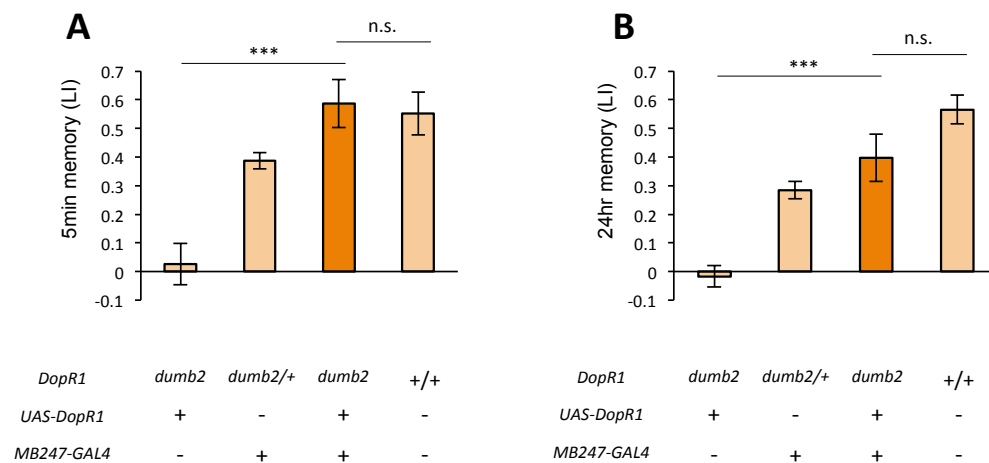 A
n.s.
***
5min memory (LI)
0.7
0.6
0.5
0.4
0.3
0.2
0.1
0
-0.1
DopR1 dumb2 dumb2/+ dumb2 +/+
UAS-DopR1 + - + -
MB247-GAL4 - + + -
B
n.s.
***
24hr memory (LI)
0.7
0.6
0.5
0.4
0.3
0.2
0.1
0
-0.1
DopR1 dumb2 dumb2/+ dumb2 +/+
UAS-DopR1 + - + -
MB247-GAL4 - + + -